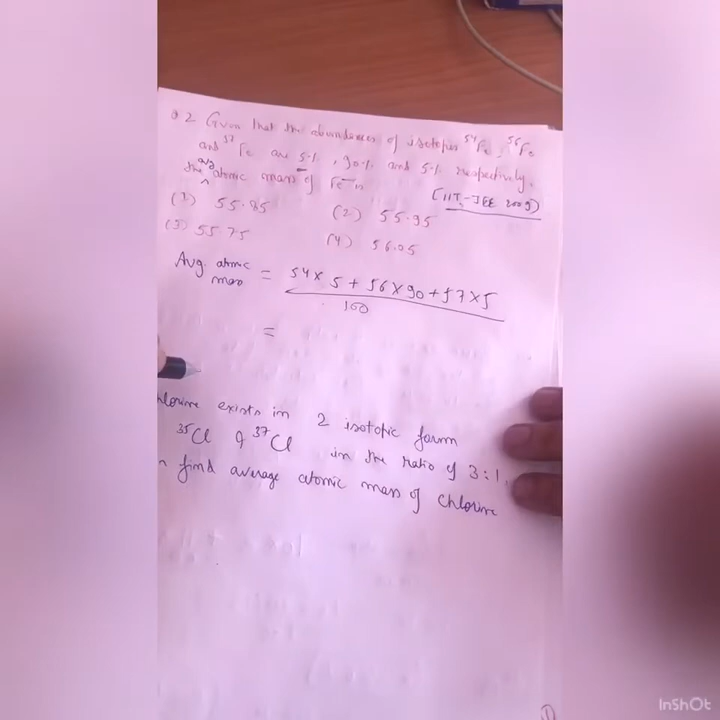 Q.2 Given that the abundances of isotopes ⁵⁴Fe, ⁵⁶Fe
and ⁵⁷Fe are 5%, 90% and 5% respectively.
the avg atomic mass of Fe is
[IIT-JEE 2009]
(1) 55.85 (2) 55.95
(3) 55.75 (4) 56.05
Avg. atomic mass = 54×5+56×90+57×5
100
=
hlorine exists in 2 isotopic form
³⁵Cl & ³⁷Cl in the ratio of 3:1,
find average atomic mass of Chlorine
InShOt